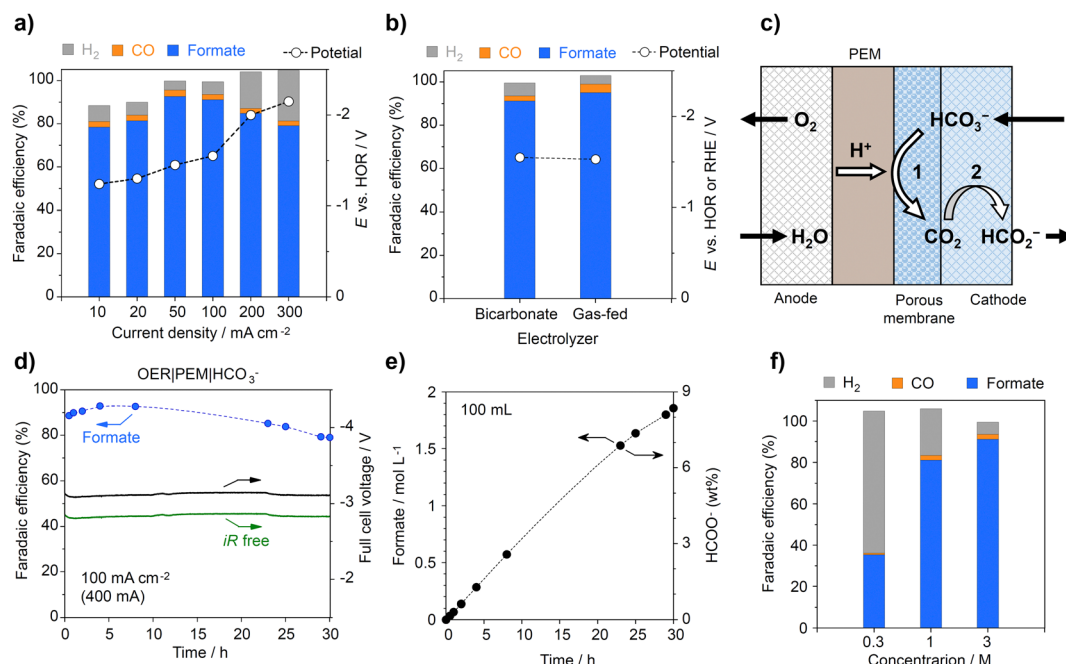 a)
H2 CO Formate Potetial
Faradaic efficiency (%)
100
80
60
40
20
0
10 20 50 100 200 300
Current density / mA cm-2
-2
-1
0
E vs. HOR / V
b)
H2 CO Formate Potential
Faradaic efficiency (%)
100
80
60
40
20
0
Bicarbonate Gas-fed
Electrolyzer
-2
-1
0
E vs. HOR or RHE / V
c)
PEM
O2
HCO3−
H+
1
2
H2O
CO2
HCO2−
Anode
Porous
membrane
Cathode
d)
OER|PEM|HCO3-
Faradaic efficiency (%)
100
80
60
40
20
0
Formate
iR free
100 mA cm-2
(400 mA)
0 5 10 15 20 25 30
Time / h
-4
-3
-2
Full cell voltage / V
e)
100 mL
Formate / mol L-1
2
1.5
1
0.5
0
0 5 10 15 20 25 30
Time / h
9
6
3
0
HCOO- (wt%)
f)
H2 CO Formate
Faradaic efficiency (%)
100
80
60
40
20
0
0.3 1 3
Concentrarion / M